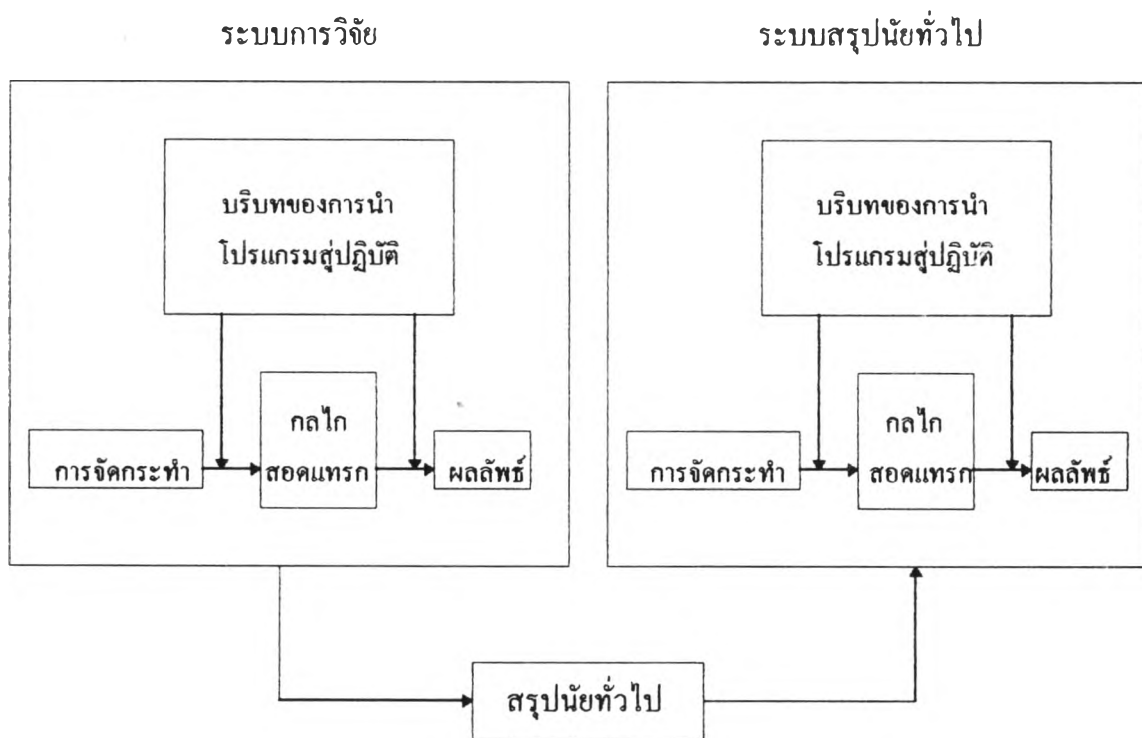 ระบบการวิจัย
ระบบสรุปนัยทั่วไป
บริบทของการนำ
โปรแกรมสู่ปฏิบัติ
กลไก
สอดแทรก
การจัดกระทำ
ผลลัพธ์
บริบทของการนำ
โปรแกรมสู่ปฏิบัติ
กลไก
สอดแทรก
การจัดกระทำ
ผลลัพธ์
สรุปนัยทั่วไป